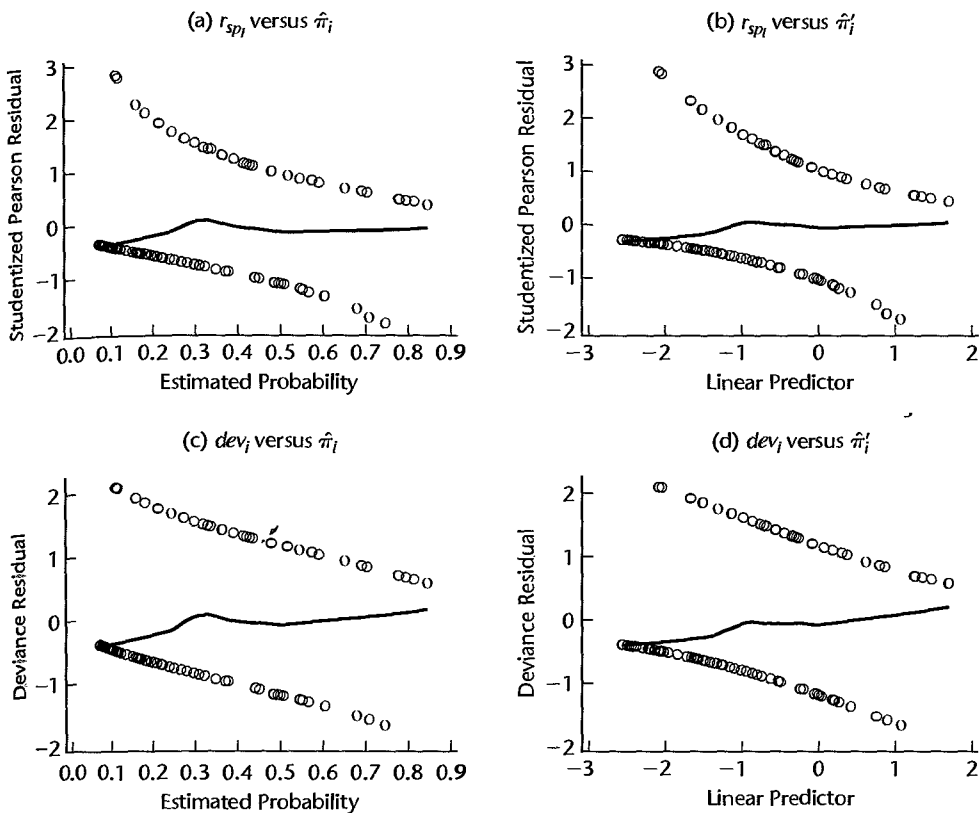 (a) r_{sp_i} versus π̂_i
Studentized Pearson Residual
3
2
1
0
−1
−2
0.0 0.1 0.2 0.3 0.4 0.5 0.6 0.7 0.8 0.9
Estimated Probability
(b) r_{sp_i} versus π̂′_i
Studentized Pearson Residual
3
2
1
0
−1
−2
−3 −2 −1 0 1 2
Linear Predictor
(c) dev_i versus π̂_i
Deviance Residual
2
1
0
−1
−2
0.0 0.1 0.2 0.3 0.4 0.5 0.6 0.7 0.8 0.9
Estimated Probability
(d) dev_i versus π̂′_i
Deviance Residual
2
1
0
−1
−2
−3 −2 −1 0 1 2
Linear Predictor